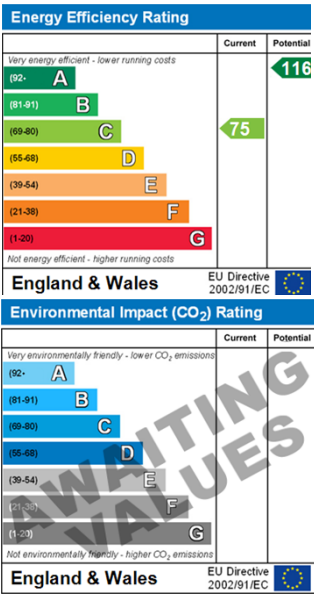 Energy Efficiency Rating
Current Potential
Very energy efficient - lower running costs
(92- A
(81-91) B
(69-80) C
(55-68) D
(39-54) E
(21-38) F
(1-20) G
75
116
Not energy efficient - higher running costs
England & Wales
EU Directive
2002/91/EC
Environmental Impact (CO2) Rating
Current Potential
Very environmentally friendly - lower CO2 emissions
(92- A
(81-91) B
(69-80) C
(55-68) D
(39-54) E
(21-38) F
(1-20) G
AWAITING
VALUES
Not environmentally friendly - higher CO2 emissions
England & Wales
EU Directive
2002/91/EC